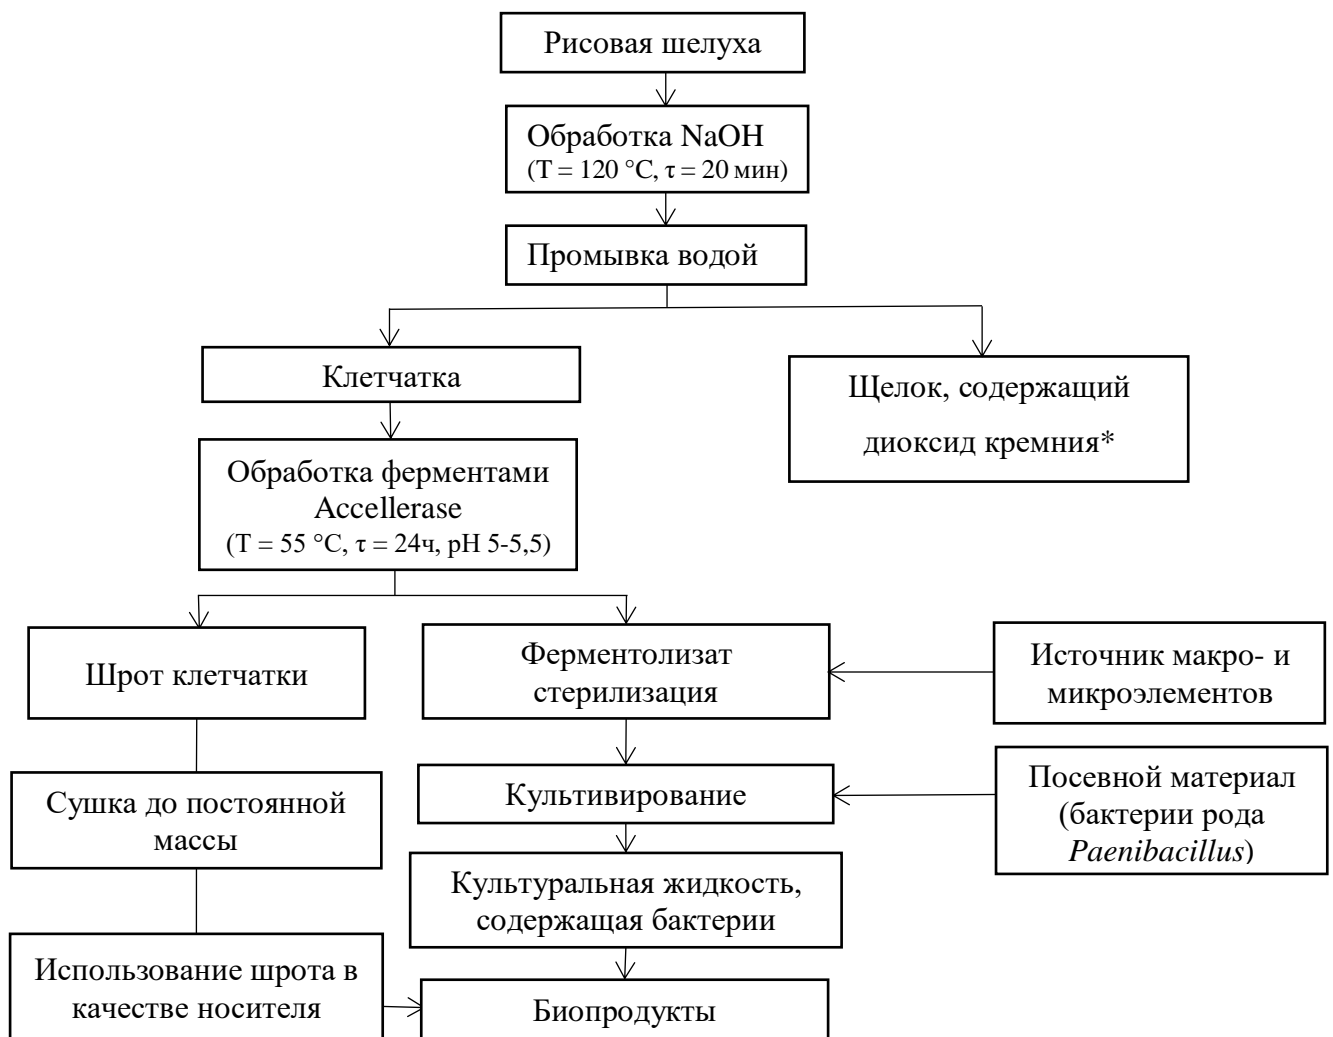 Рисовая шелуха
Обработка NaOH
(T = 120 °C, τ = 20 мин)
Промывка водой
Клетчатка
Щелок, содержащий
диоксид кремния*
Обработка ферментами
Accellerase
(T = 55 °C, τ = 24ч, pH 5-5,5)
Шрот клетчатки
Ферментолизат
стерилизация
Источник макро- и
микроэлементов
Сушка до постоянной
массы
Культивирование
Посевной материал
(бактерии рода
Paenibacillus)
Культуральная жидкость,
содержащая бактерии
Использование шрота в
качестве носителя
Биопродукты